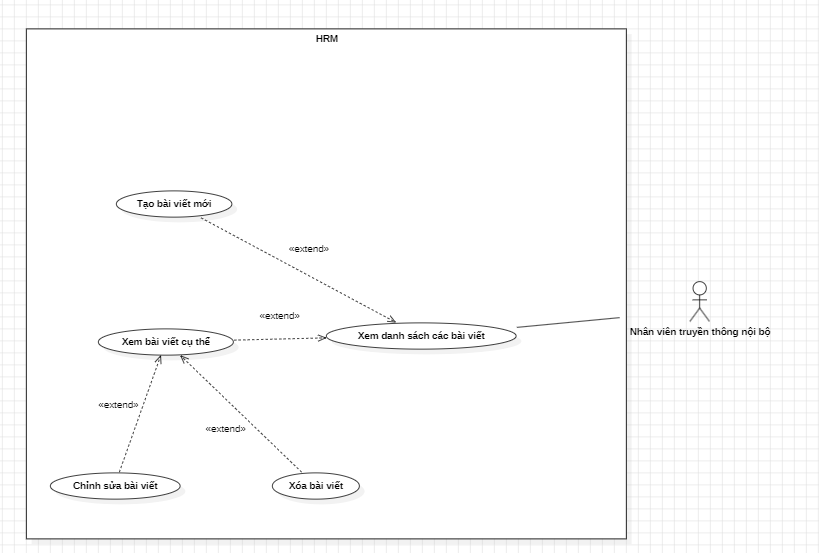 HRM
Tạo bài viết mới
«extend»
«extend»
Xem bài viết cụ thể
Xem danh sách các bài viết
Nhân viên truyền thông nội bộ
«extend»
«extend»
Chỉnh sửa bài viết
Xóa bài viết